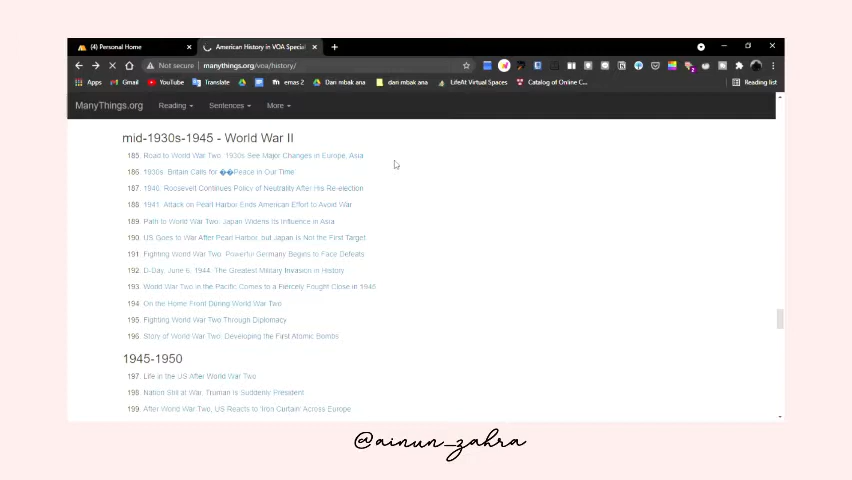 (4) Personal Home
American History in VOA Special
Not secure manythings.org/voa/history/
Apps Gmail YouTube Translate emas 2 Dari mbak ana dari mbak ana LifeAt Virtual Spaces Catalog of Online C... Reading list
ManyThings.org Reading Sentences More
mid-1930s-1945 - World War II
185. Road to World War Two: 1930s See Major Changes in Europe, Asia
186. 1930s: Britain Calls for ��Peace in Our Time'
187. 1940: Roosevelt Continues Policy of Neutrality After His Re-election
188. 1941: Attack on Pearl Harbor Ends American Effort to Avoid War
189. Path to World War Two: Japan Widens Its Influence in Asia
190. US Goes to War After Pearl Harbor, but Japan Is Not the First Target
191. Fighting World War Two: Powerful Germany Begins to Face Defeats
192. D-Day, June 6, 1944: The Greatest Military Invasion in History
193. World War Two in the Pacific Comes to a Fiercely Fought Close in 1945
194. On the Home Front During World War Two
195. Fighting World War Two Through Diplomacy
196. Story of World War Two: Developing the First Atomic Bombs
1945-1950
197. Life in the US After World War Two
198. Nation Still at War, Truman Is Suddenly President
199. After World War Two, US Reacts to 'Iron Curtain' Across Europe
@ainun_zahra